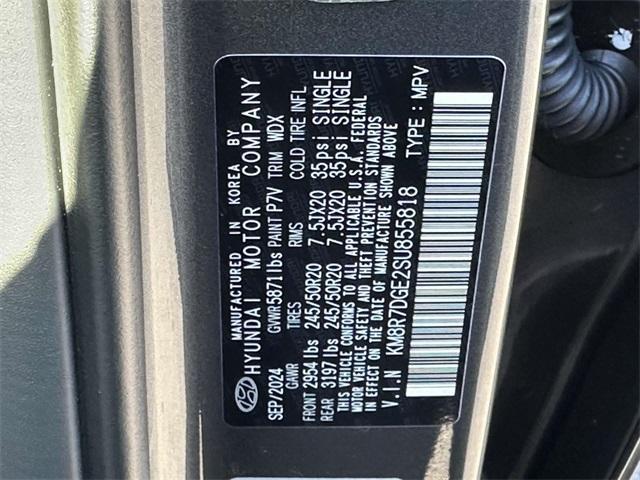 MANUFACTURED IN KOREA BY
HYUNDAI MOTOR COMPANY
SEP/2024 GVWR 5871lbs PAINT P7V TRIM WDX
GAWR TIRES RIMS COLD TIRE INFL
FRONT 2954lbs 245/50R20 7.5JX20 35psi SINGLE
REAR 3197lbs 245/50R20 7.5JX20 35psi SINGLE
THIS VEHICLE CONFORMS TO ALL APPLICABLE U.S.A. FEDERAL
MOTOR VEHICLE SAFETY AND THEFT PREVENTION STANDARDS
IN EFFECT ON THE DATE OF MANUFACTURE SHOWN ABOVE
V.I.N KM8R7DGE2SU855818 TYPE : MPV